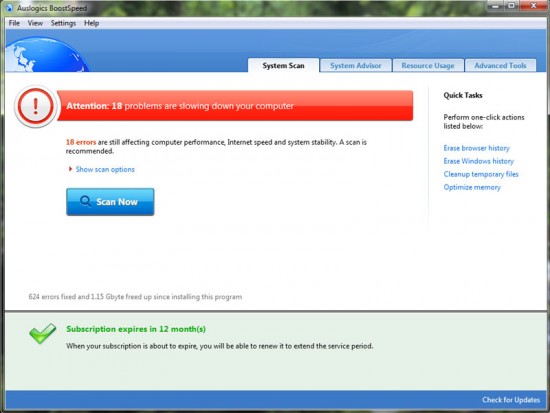 Auslogics BoostSpeed
File View Settings Help
System Scan System Advisor Resource Usage Advanced Tools
Attention: 18 problems are slowing down your computer
18 errors are still affecting computer performance, Internet speed and system stability. A scan is
recommended.
Show scan options
Scan Now
Quick Tasks
Perform one-click actions
listed below:
Erase browser history
Erase Windows history
Cleanup temporary files
Optimize memory
624 errors fixed and 1.15 Gbyte freed up since installing this program
Subscription expires in 12 month(s)
When your subscription is about to expire, you will be able to renew it to extend the service period.
Check for Updates